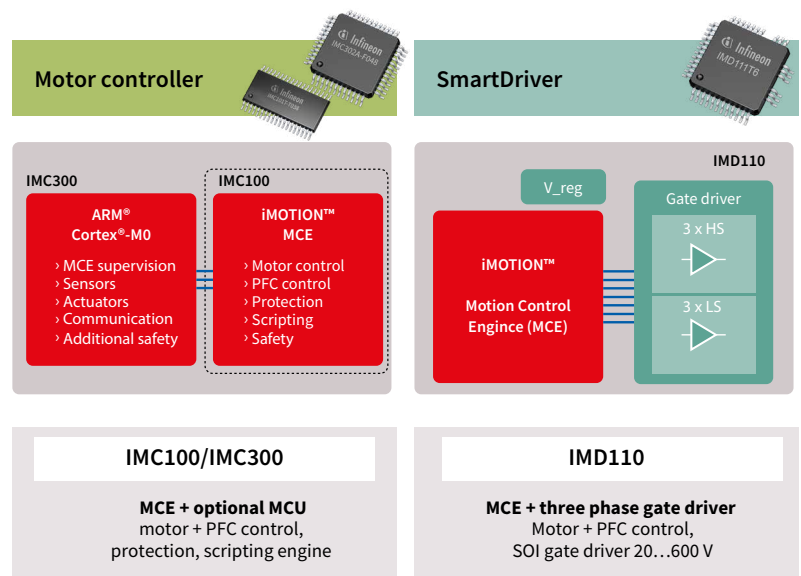 Motor controller
Infineon
IMC302A-F048
Infineon
IMC101T-T038
SmartDriver
Infineon
IMD111T6
IMC300
IMC100
ARM®
Cortex®-M0
› MCE supervision
› Sensors
› Actuators
› Communication
› Additional safety
iMOTION™
MCE
› Motor control
› PFC control
› Protection
› Scripting
› Safety
IMD110
V_reg
iMOTION™
Motion Control
Engince (MCE)
Gate driver
3 x HS
3 x LS
IMC100/IMC300
MCE + optional MCU
motor + PFC control,
protection, scripting engine
IMD110
MCE + three phase gate driver
Motor + PFC control,
SOI gate driver 20…600 V